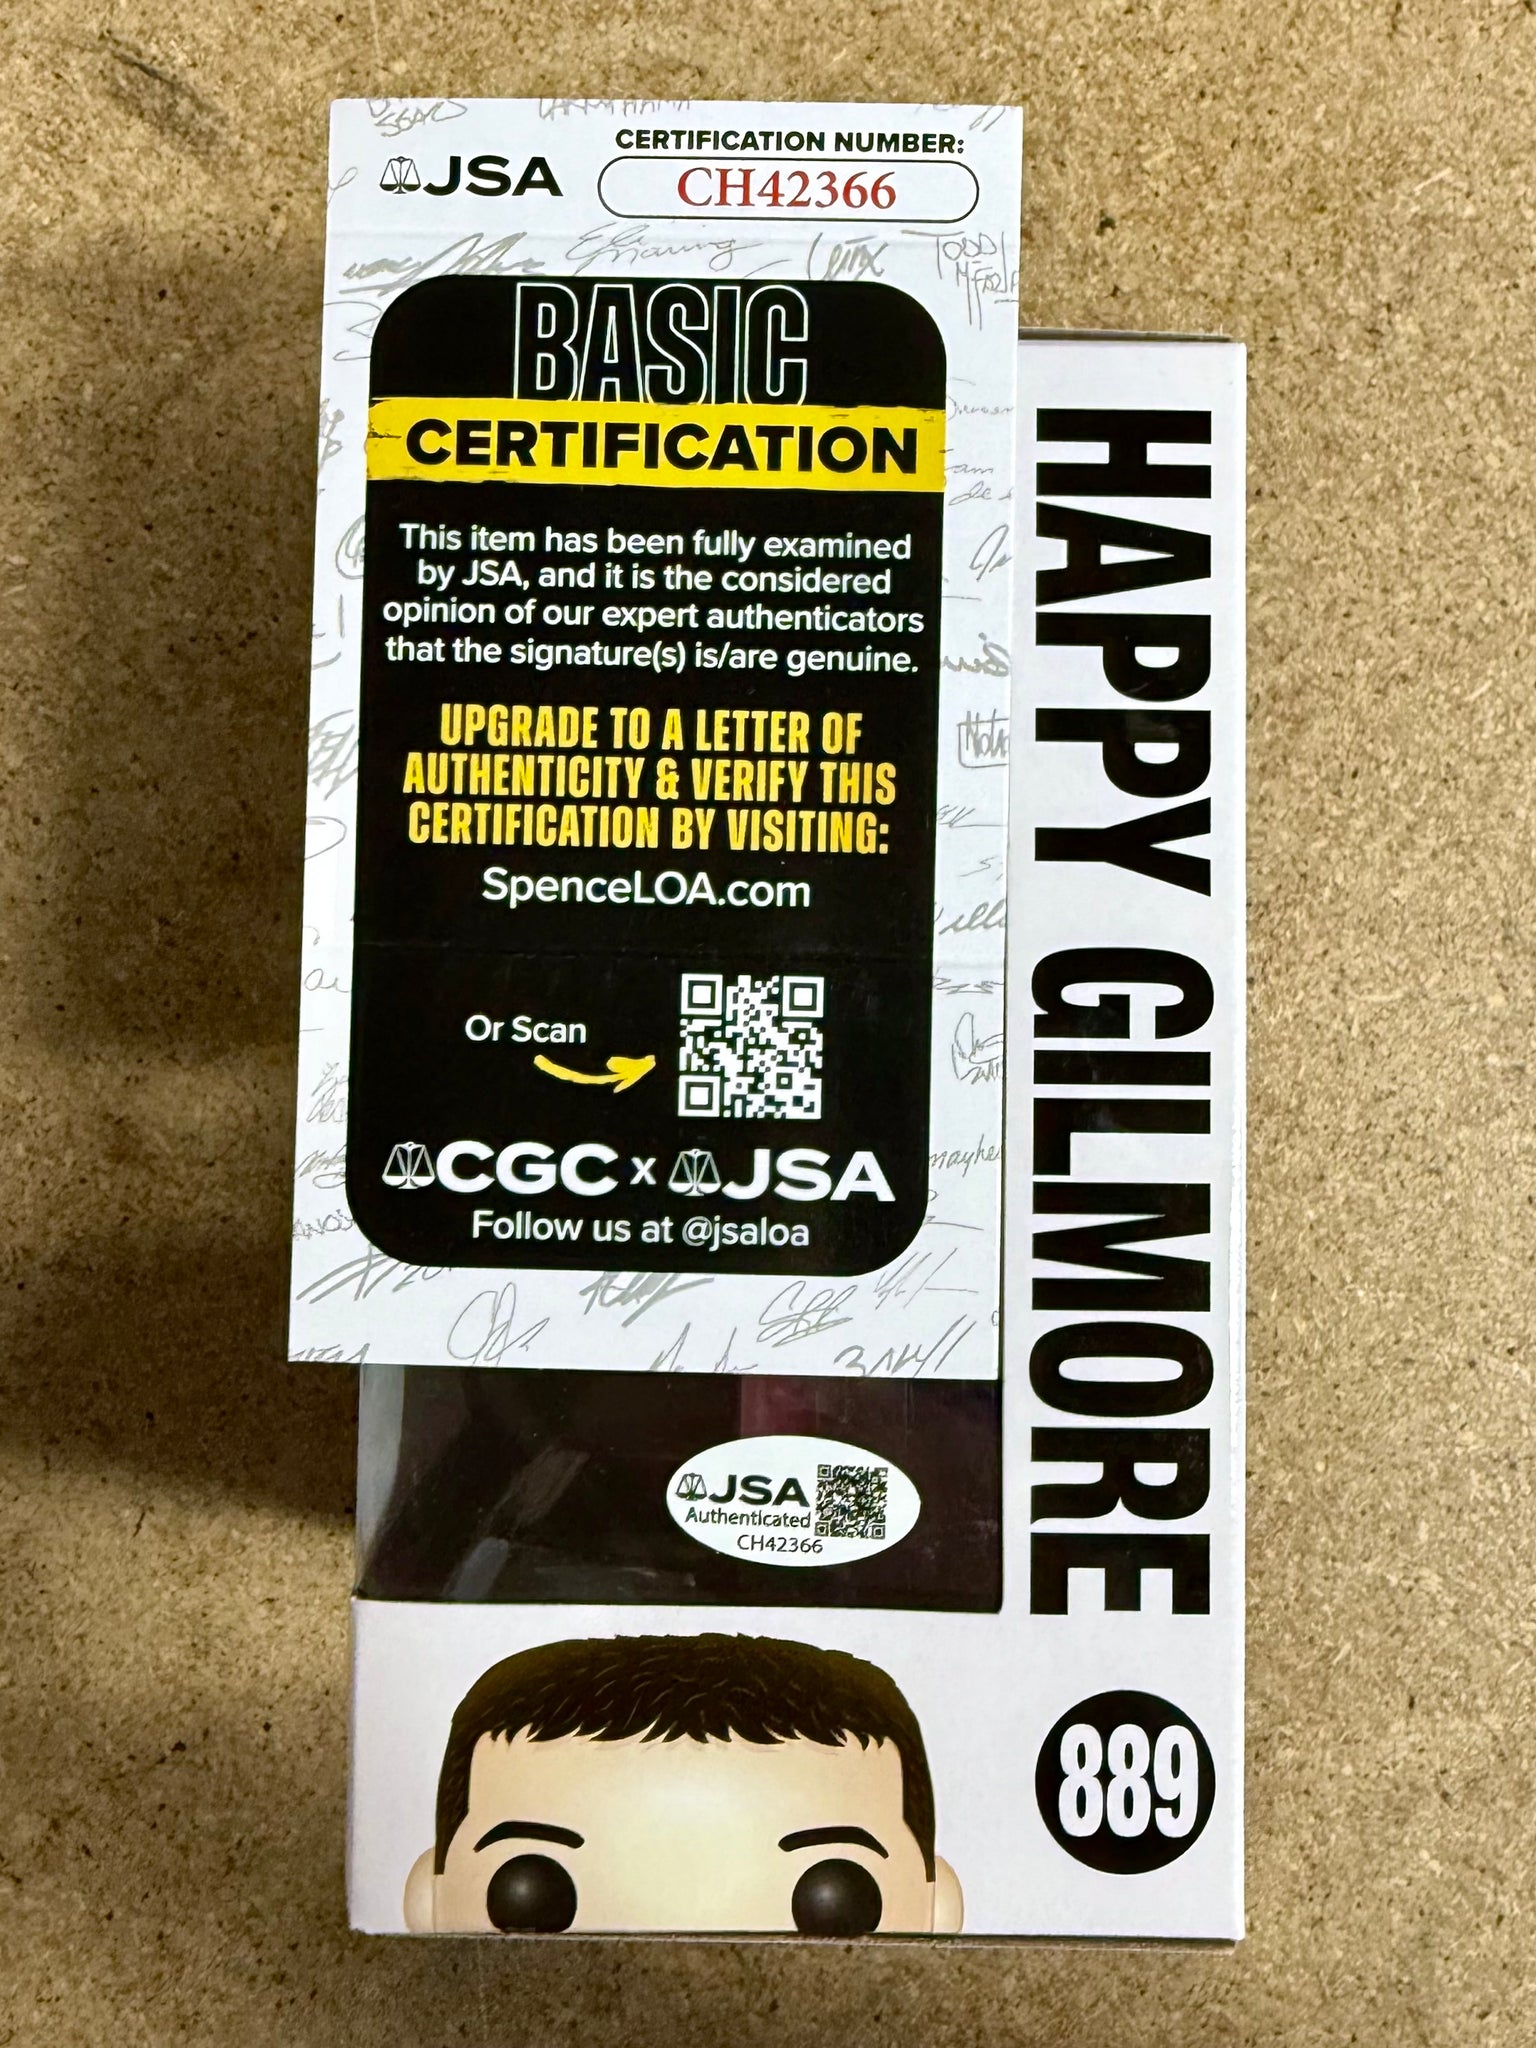 JSA
CERTIFICATION NUMBER:
CH42366
BASIC
CERTIFICATION
This item has been fully examined
by JSA, and it is the considered
opinion of our expert authenticators
that the signature(s) is/are genuine.
UPGRADE TO A LETTER OF
AUTHENTICITY & VERIFY THIS
CERTIFICATION BY VISITING:
SpenceLOA.com
Or Scan
CGC x JSA
Follow us at @jsaloa
JSA
Authenticated
CH42366
HAPPY GILMORE
889